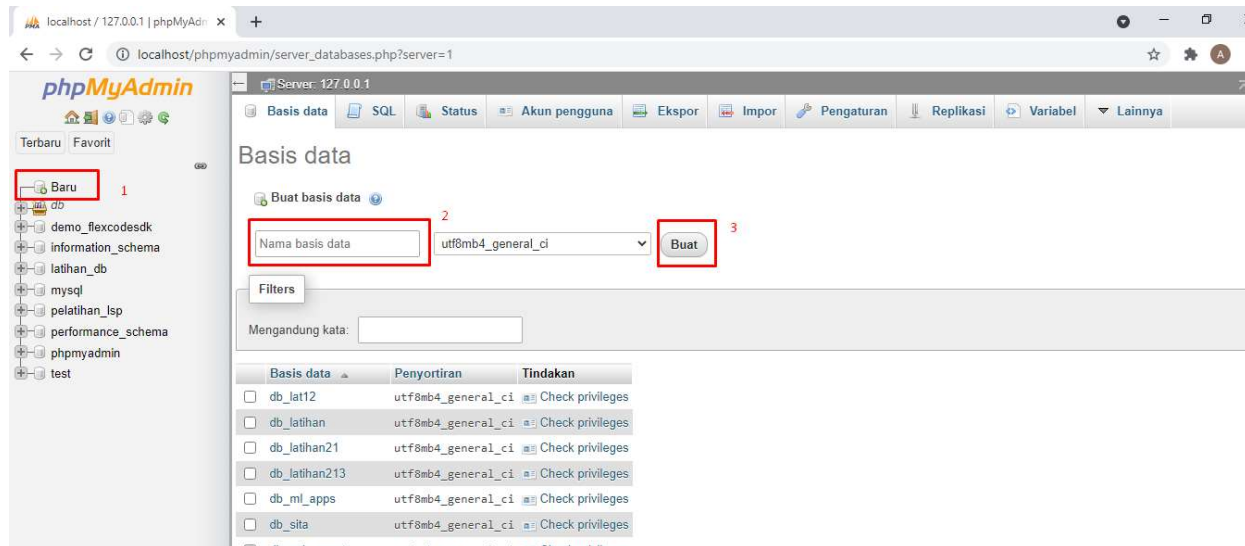 localhost / 127.0.0.1 | phpMyAdn
localhost/phpmyadmin/server_databases.php?server=1
A
phpMyAdmin
Terbaru Favorit
Baru
1
db
demo_flexcodesdk
information_schema
latihan_db
mysql
pelatihan_lsp
performance_schema
phpmyadmin
test
Server: 127.0.0.1
Basis data SQL Status Akun pengguna Ekspor Impor Pengaturan Replikasi Variabel Lainnya
Basis data
Buat basis data
2
3
Nama basis data utf8mb4_general_ci Buat
Filters
Mengandung kata:
Basis data Penyortiran Tindakan
db_lat12 utf8mb4_general_ci Check privileges
db_latihan utf8mb4_general_ci Check privileges
db_latihan21 utf8mb4_general_ci Check privileges
db_latihan213 utf8mb4_general_ci Check privileges
db_ml_apps utf8mb4_general_ci Check privileges
db_sita utf8mb4_general_ci Check privileges